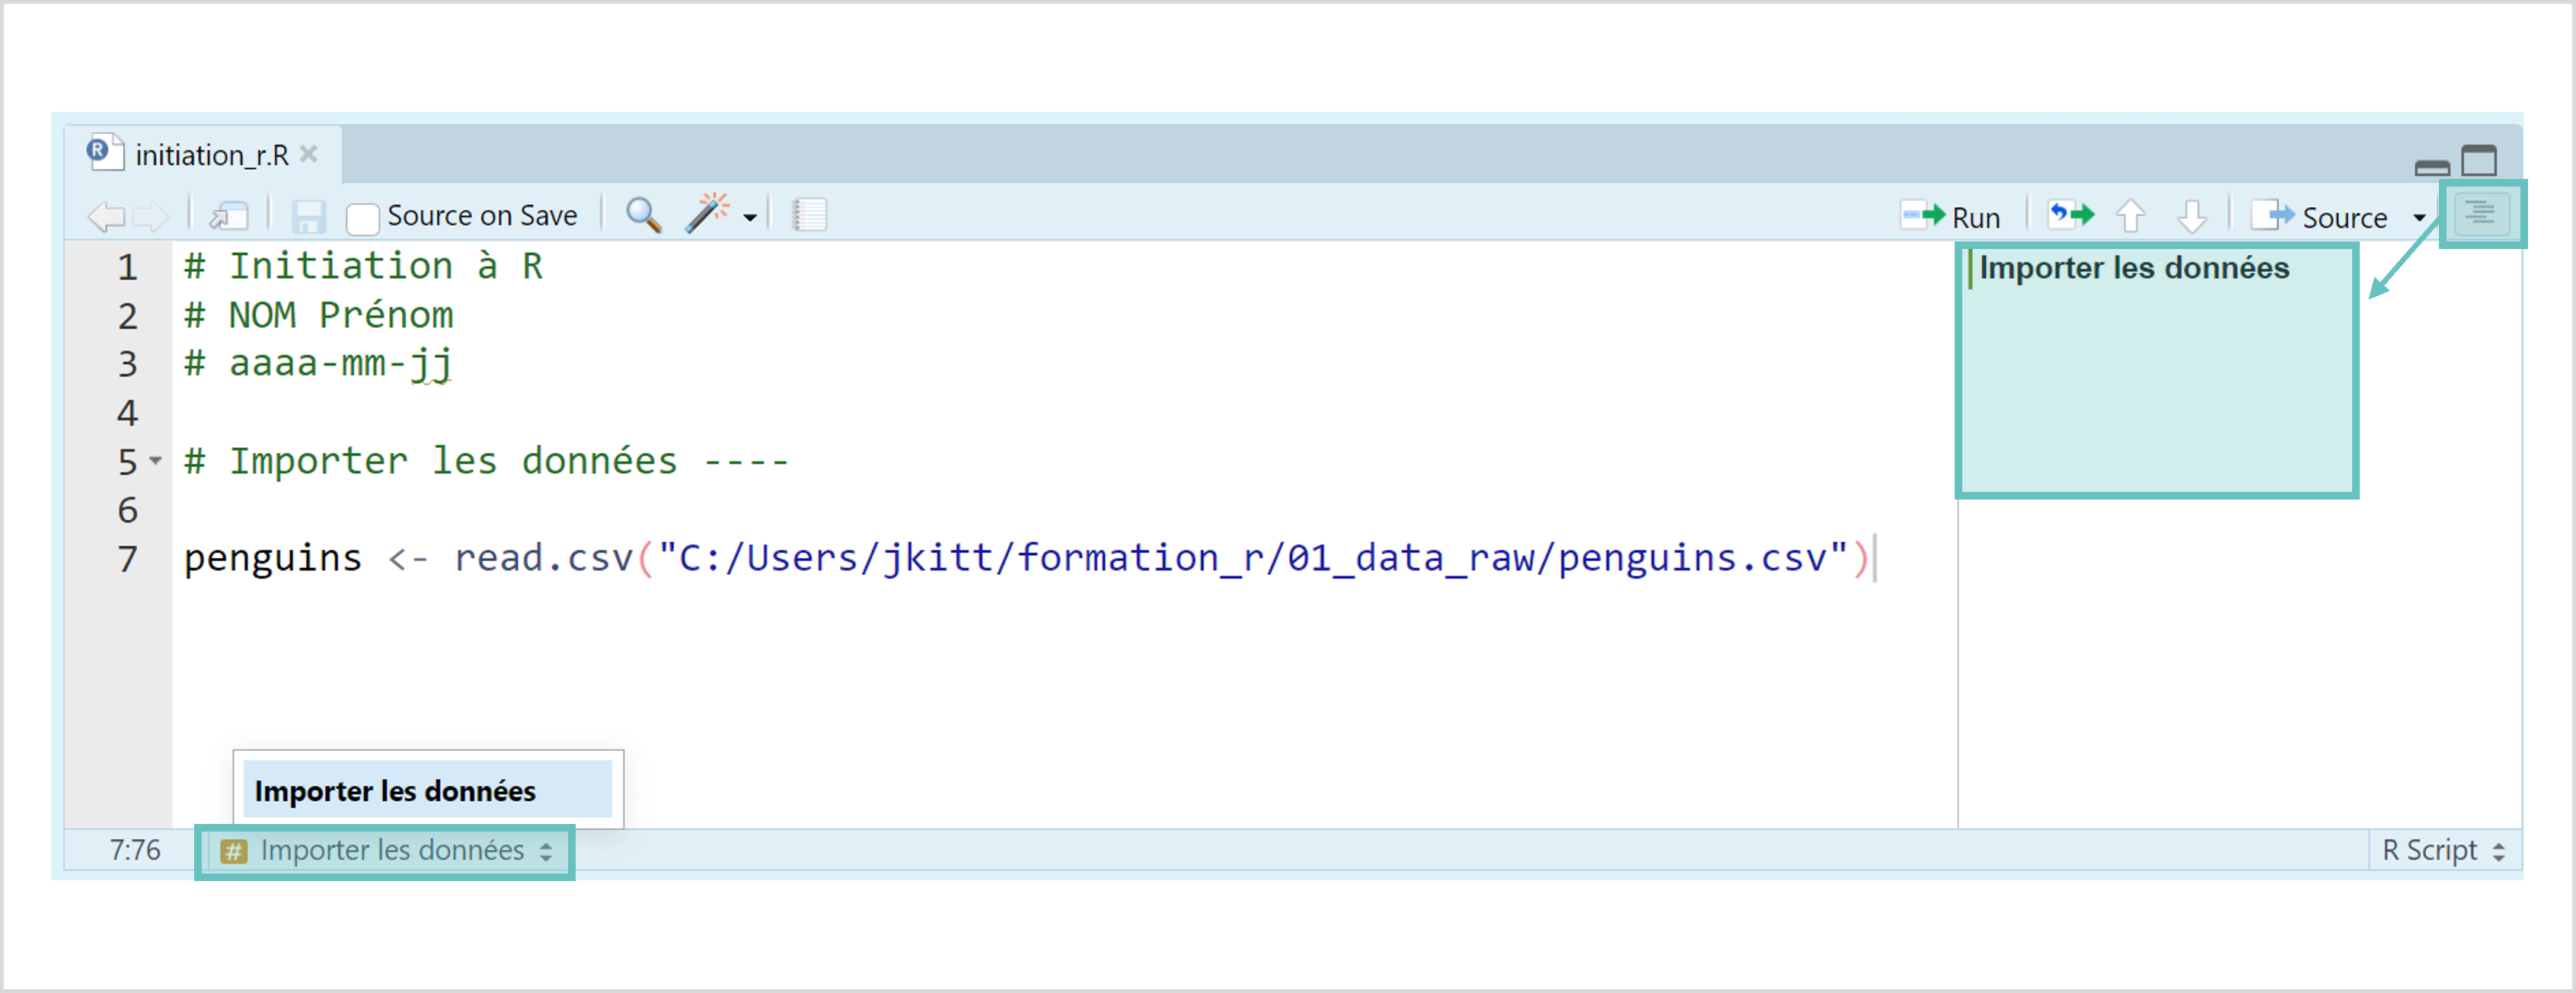 initiation_r.R
Source on Save
Run
Source
1 # Initiation à R
2 # NOM Prénom
3 # aaaa-mm-jj
4
5 # Importer les données ----
6
7 penguins <- read.csv("C:/Users/jkitt/formation_r/01_data_raw/penguins.csv")
Importer les données
Importer les données
7:76
# Importer les données
R Script